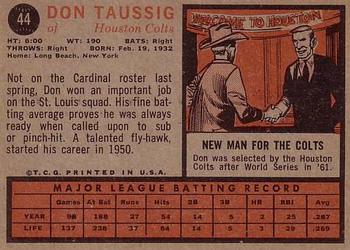 44
DON TAUSSIG
of Houston Colts
HT: 6:00 WT: 190 BATS: Right
THROWS: Right BORN: Feb. 19, 1932
Home: Long Beach, New York
Not on the Cardinal roster last
spring, Don won an important job
on the St. Louis squad. His fine
batting average proves he was always
ready when called upon to sub
or pinch-hit. A talented fly-hawk,
started his career in 1950.
©T.C.G. PRINTED IN U.S.A.
WELCOME TO HOUSTON
NEW MAN FOR THE COLTS
Don was selected by the Houston
Colts after World Series in '61.
MAJOR LEAGUE BATTING RECORD
Games At Bat Runs Hits 2B 3B HR RBI Avg.
YEAR 98 188 27 54 14 5 2 25 .287
LIFE 137 238 37 64 14 5 3 29 .269